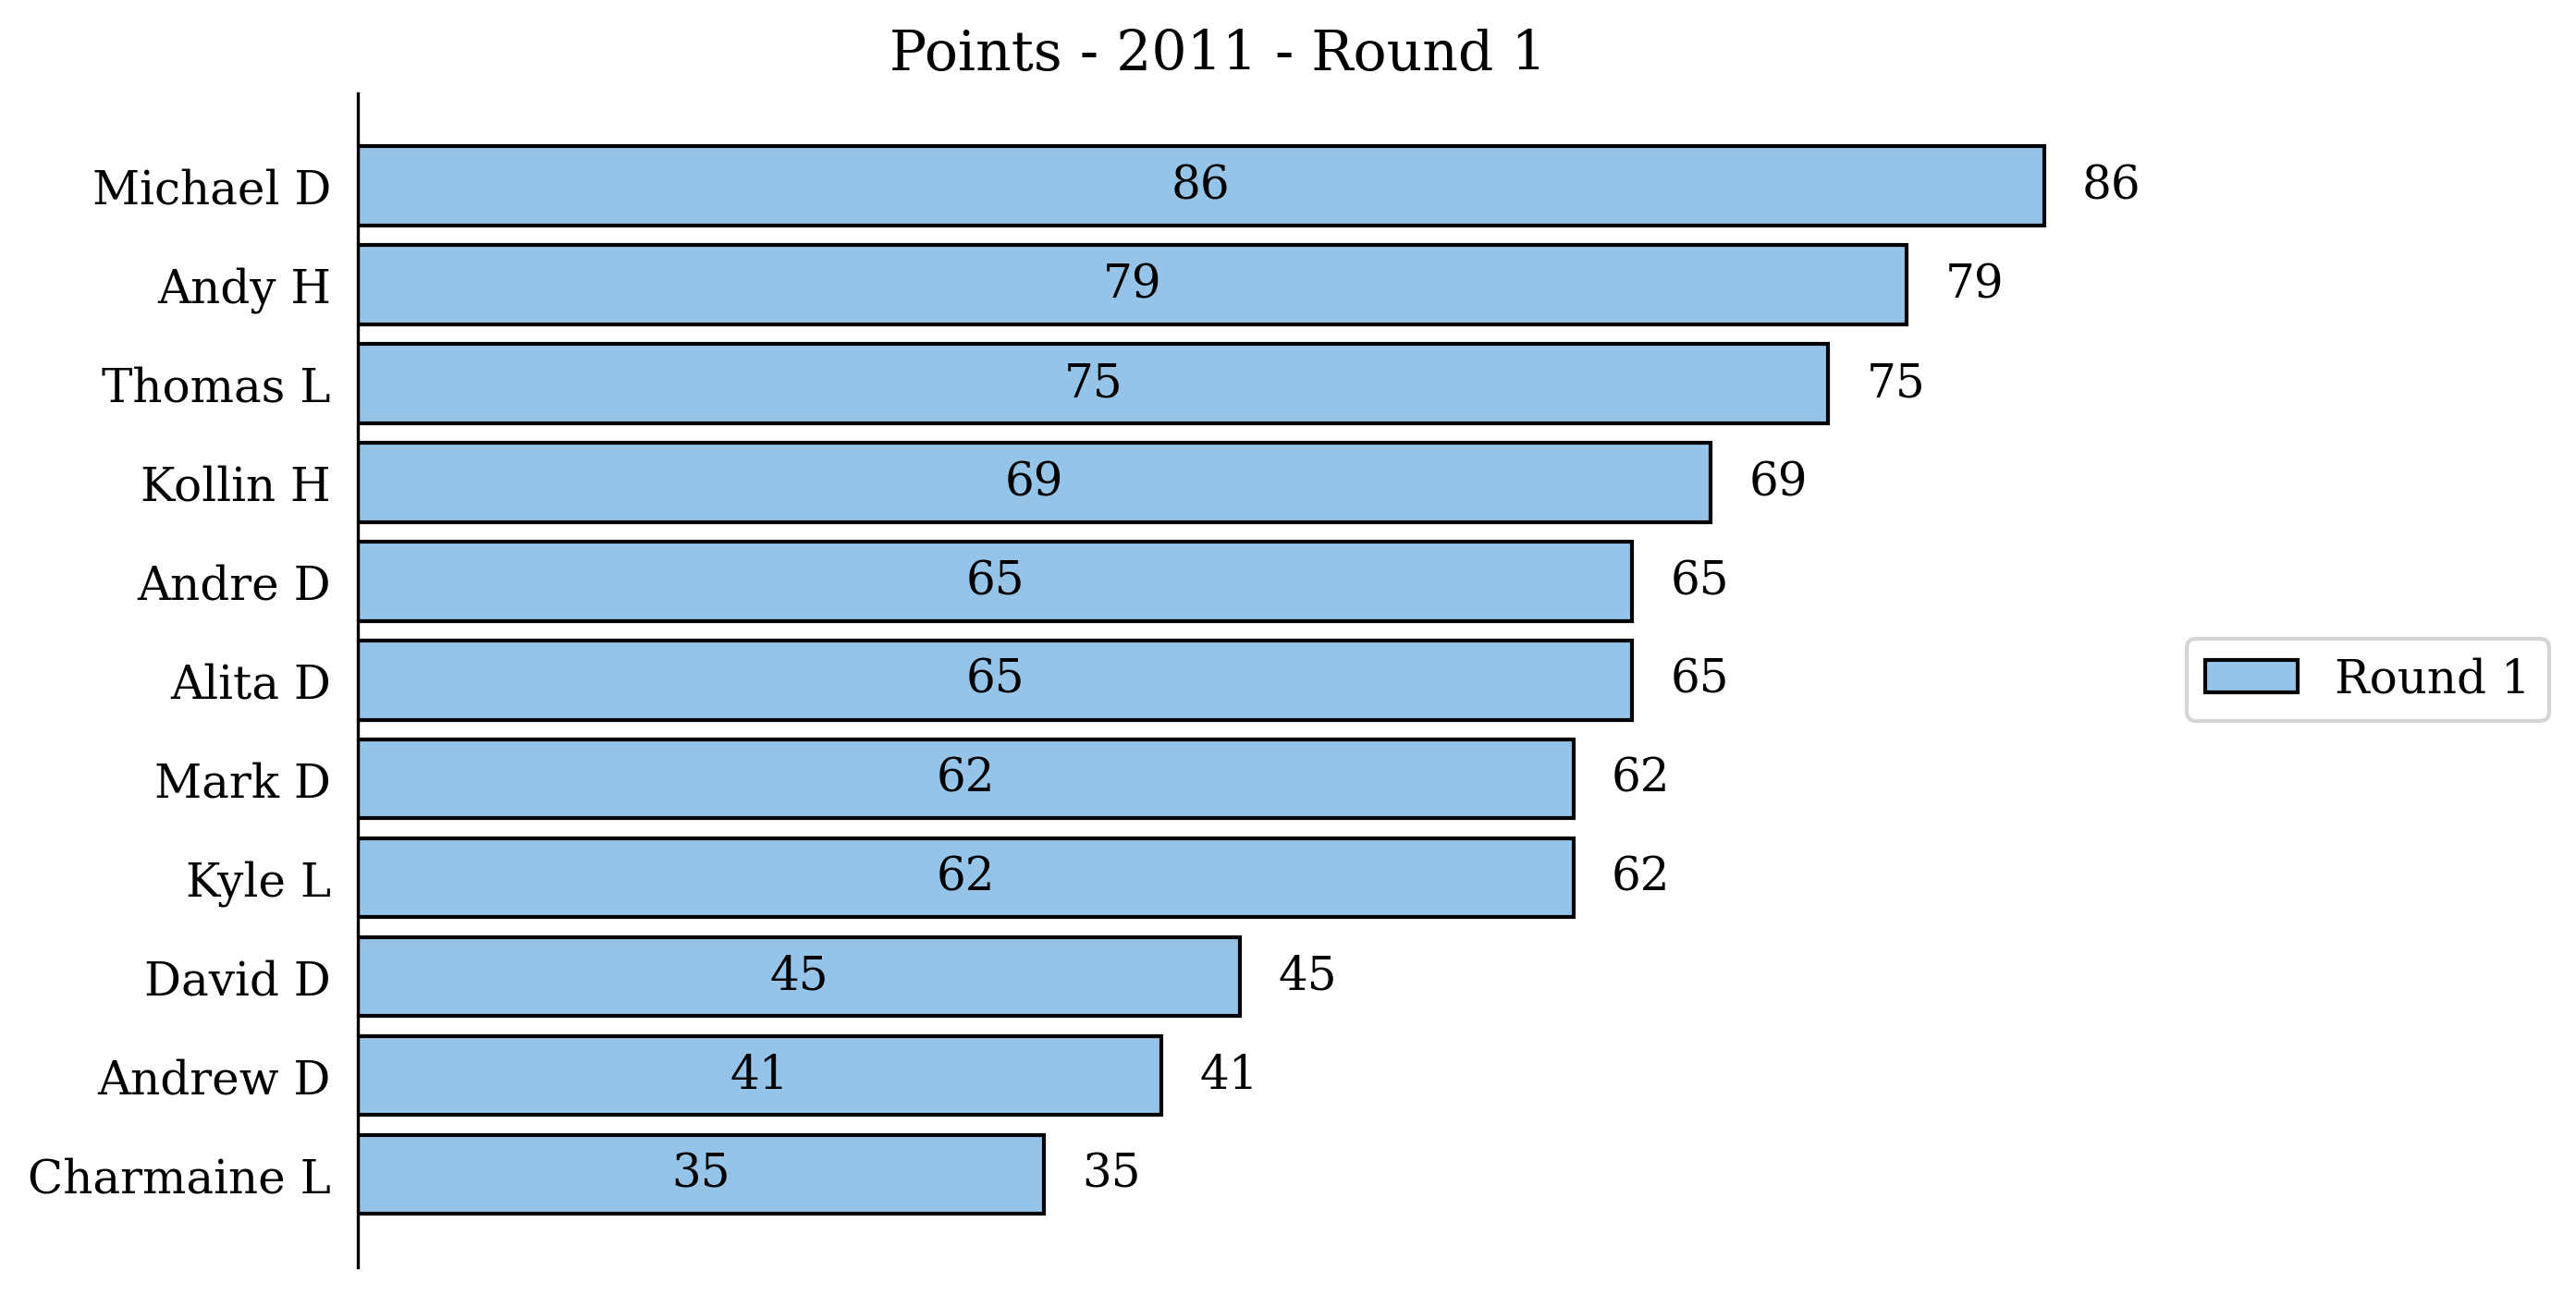 Points - 2011 - Round 1
Michael D 86 86
Andy H 79 79
Thomas L 75 75
Kollin H 69 69
Andre D 65 65
Alita D 65 65
Round 1
Mark D 62 62
Kyle L 62 62
David D 45 45
Andrew D 41 41
Charmaine L 35 35